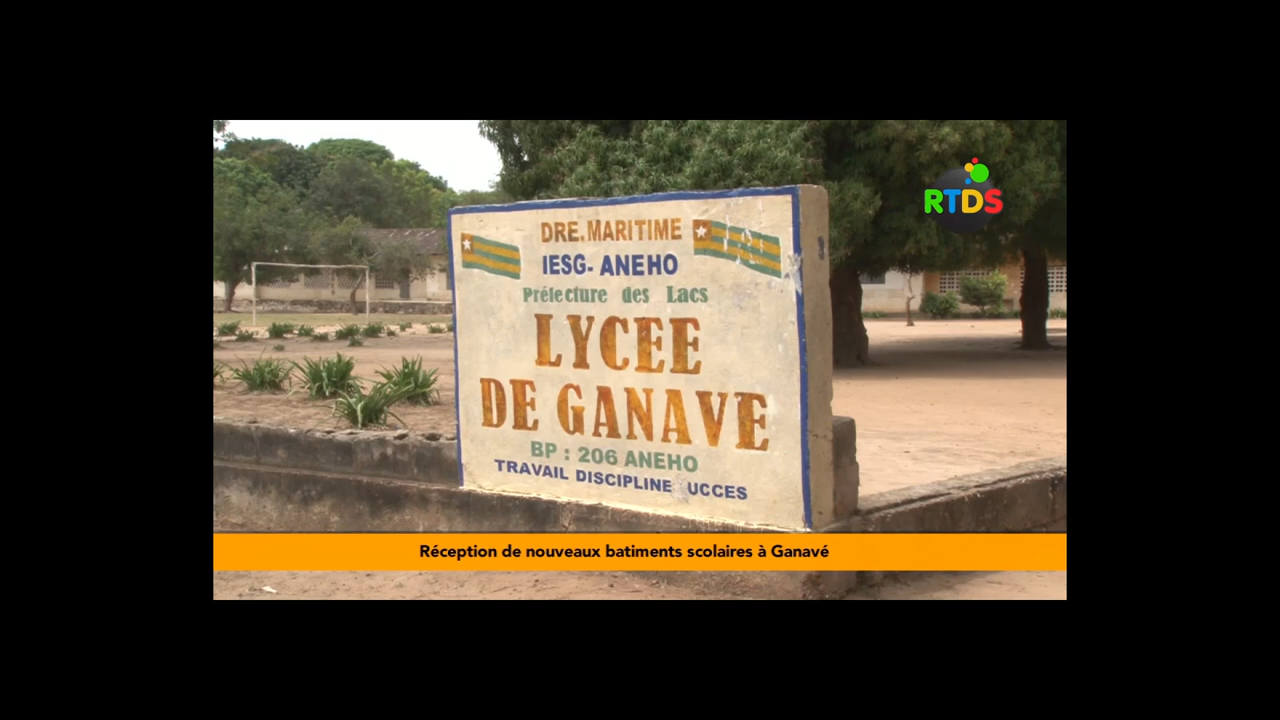 RTDS
DRE.MARITIME
IESG- ANEHO
Préfecture des Lacs
LYCEE
DE GANAVE
BP : 206 ANEHO
TRAVAIL DISCIPLINE UCCES
Réception de nouveaux batiments scolaires à Ganavé